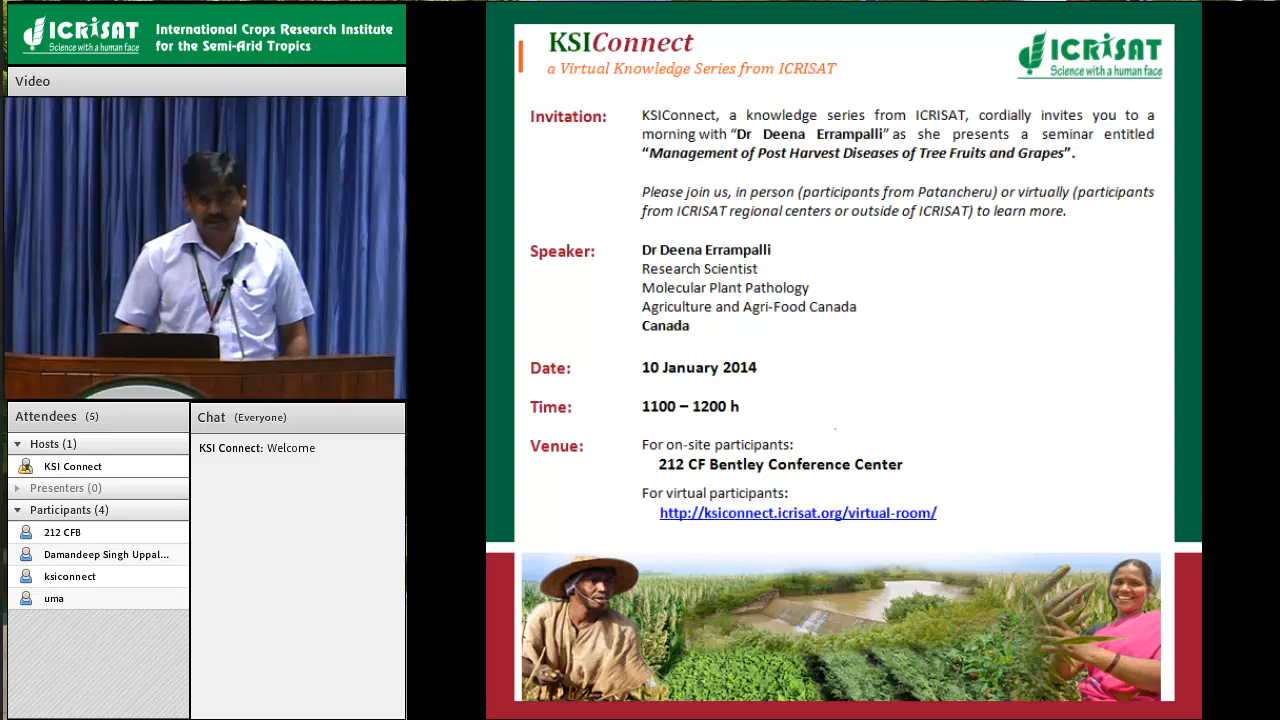 ICRISAT
Science with a human face
International Crops Research Institute
for the Semi-Arid Tropics
Video
Attendees (5)
Hosts (1)
KSI Connect
Presenters (0)
Participants (4)
212 CFB
Damandeep Singh Uppal...
ksiconnect
uma
Chat (Everyone)
KSI Connect: Welcome
KSIConnect
a Virtual Knowledge Series from ICRISAT
ICRISAT
Science with a human face
Invitation: KSIConnect, a knowledge series from ICRISAT, cordially invites you to a
morning with “Dr Deena Errampalli” as she presents a seminar entitled
“Management of Post Harvest Diseases of Tree Fruits and Grapes”.
Please join us, in person (participants from Patancheru) or virtually (participants
from ICRISAT regional centers or outside of ICRISAT) to learn more.
Speaker: Dr Deena Errampalli
Research Scientist
Molecular Plant Pathology
Agriculture and Agri-Food Canada
Canada
Date: 10 January 2014
Time: 1100 – 1200 h
Venue: For on-site participants:
212 CF Bentley Conference Center
For virtual participants:
http://ksiconnect.icrisat.org/virtual-room/